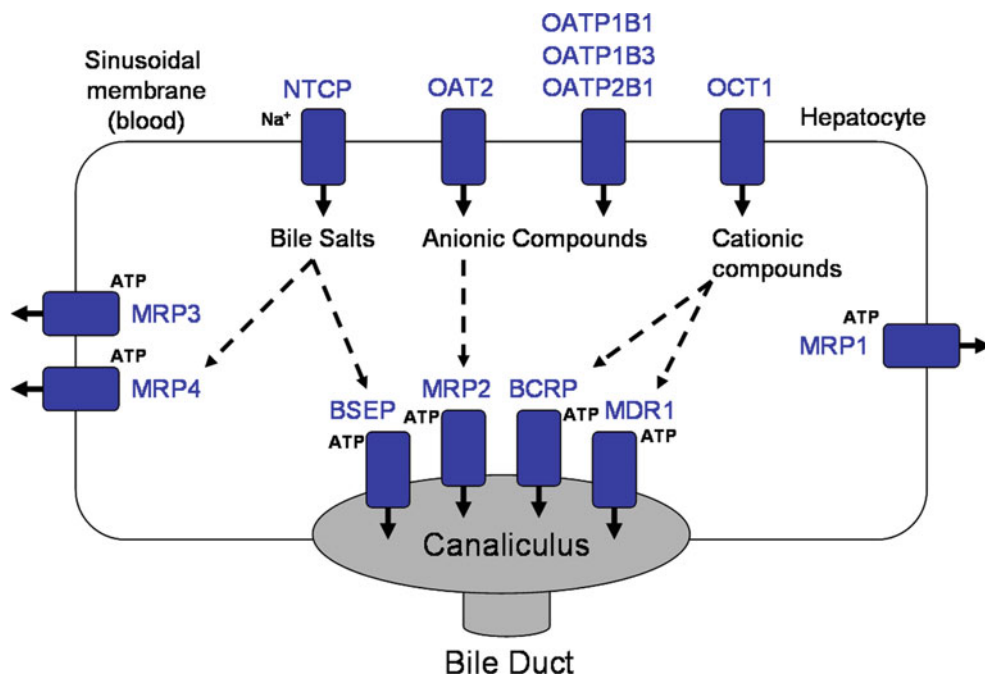 OATP1B1
OATP1B3
OATP2B1
Sinusoidal
membrane
(blood)
NTCP
OAT2
OCT1
Hepatocyte
Na⁺
Bile Salts
Anionic Compounds
Cationic
compounds
ATP
MRP3
ATP
MRP4
ATP
MRP1
BSEP
ATP
MRP2
ATP
BCRP
ATP
MDR1
ATP
Canaliculus
Bile Duct